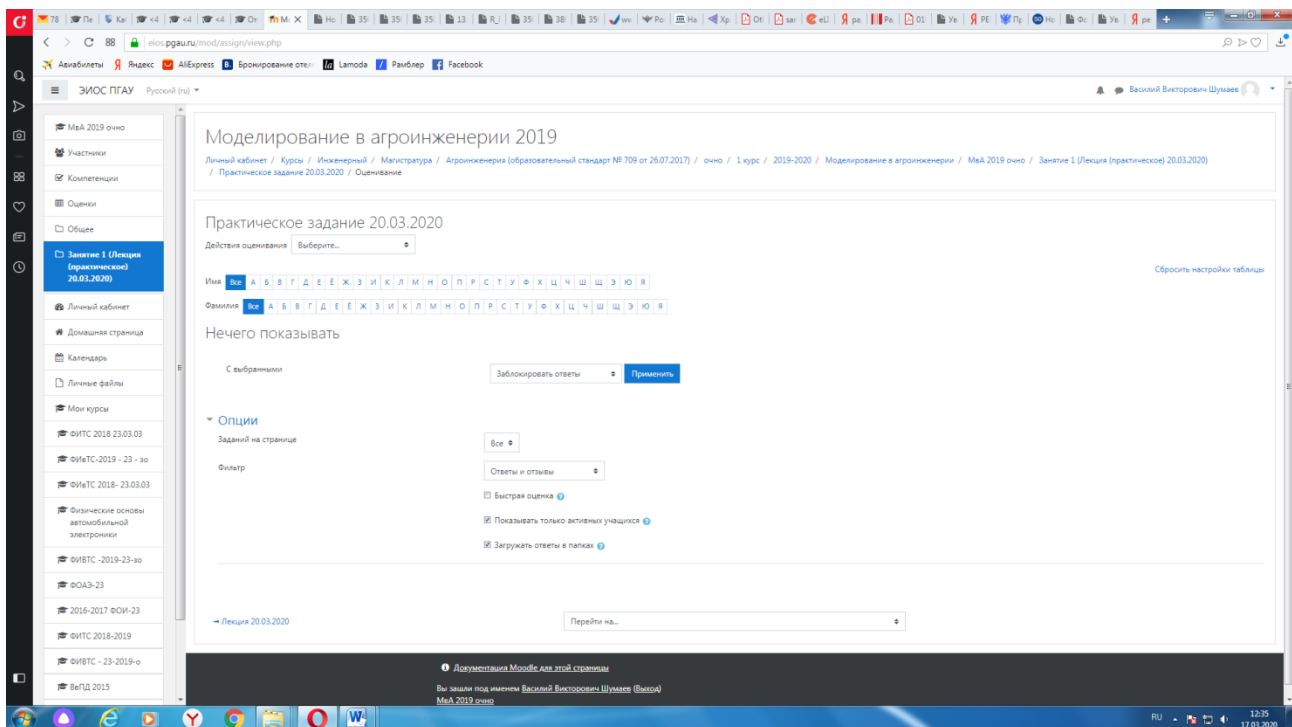 eios.pgau.ru/mod/assign/view.php
Авиабилеты Яндекс AliExpress Бронирование отел Lamoda Рамблер Facebook
ЭИОС ПГАУ Русский (ru) Василий Викторович Шумаев
МвА 2019 очно
Участники
Компетенции
Оценки
Общее
Занятие 1 (Лекция
(практическое)
20.03.2020)
Личный кабинет
Домашняя страница
Календарь
Личные файлы
Мои курсы
ФИТС 2018 23.03.03
ФИвТС-2019 - 23 - зо
ФИвТС 2018- 23.03.03
Физические основы
автомобильной
электроники
ФИВТС -2019-23-зо
ФОАЭ-23
2016-2017 ФОИ-23
ФИТС 2018-2019
ФИВТС - 23-2019-о
ВеПД 2015
Моделирование в агроинженерии 2019
Личный кабинет / Курсы / Инженерный / Магистратура / Агроинженерия (образовательный стандарт № 709 от 26.07.2017) / очно / 1 курс / 2019-2020 / Моделирование в агроинженерии / МвА 2019 очно / Занятие 1 (Лекция (практическое) 20.03.2020)
/ Практическое задание 20.03.2020 / Оценивание
Практическое задание 20.03.2020
Действия оценивания Выберите...
Сбросить настройки таблицы
Имя Все А Б В Г Д Е Ё Ж З И К Л М Н О П Р С Т У Ф Х Ц Ч Ш Щ Э Ю Я
Фамилия Все А Б В Г Д Е Ё Ж З И К Л М Н О П Р С Т У Ф Х Ц Ч Ш Щ Э Ю Я
Нечего показывать
С выбранными Заблокировать ответы Применить
Опции
Заданий на странице Все
Фильтр Ответы и отзывы
Быстрая оценка
Показывать только активных учащихся
Загружать ответы в папках
Лекция 20.03.2020 Перейти на...
Документация Moodle для этой страницы
Вы зашли под именем Василий Викторович Шумаев (Выход)
МвА 2019 очно
RU 12:35
17.03.2020